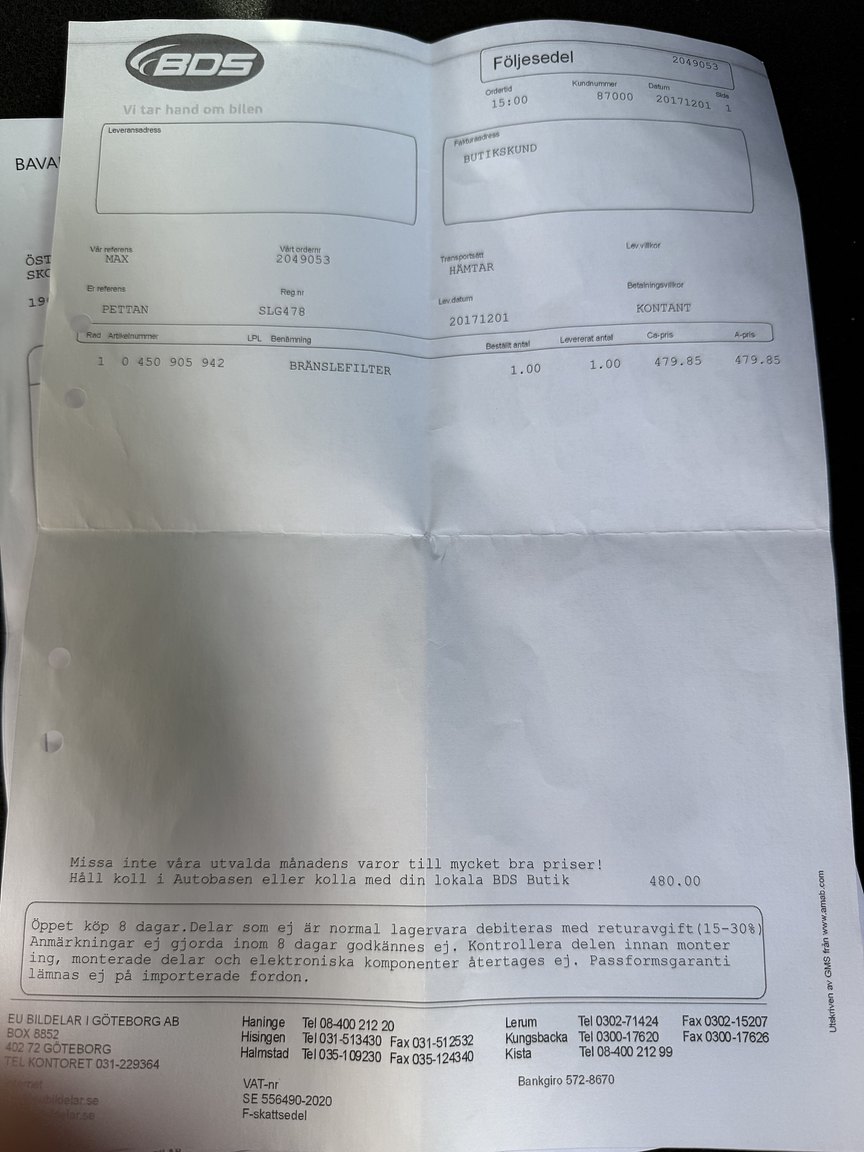 BDS
Vi tar hand om bilen
Följesedel 2049053
Ordertid Kundnummer Datum Sida
15:00 87000 20171201 1
Leveransadress
Fakturaadress
BUTIKSKUND
BAVA
ÖST
SKO
19
Vår referens Vårt ordernr Transportsätt Lev.villkor
MAX 2049053 HÄMTAR
Er referens Reg.nr Lev.datum Betalningsvillkor
PETTAN SLG478 20171201 KONTANT
Rad Artikelnummer LPL Benämning Beställt antal Levererat antal Ca-pris A-pris
1 0 450 905 942 BRÄNSLEFILTER 1.00 1.00 479.85 479.85
Missa inte våra utvalda månadens varor till mycket bra priser!
Håll koll i Autobasen eller kolla med din lokala BDS Butik 480.00
Öppet köp 8 dagar.Delar som ej är normal lagervara debiteras med returavgift(15-30%)
Anmärkningar ej gjorda inom 8 dagar godkännes ej. Kontrollera delen innan monter
ing, monterade delar och elektroniska komponenter återtages ej. Passformsgaranti
lämnas ej på importerade fordon.
Utskriven av GMS från www.amab.com
EU BILDELAR I GÖTEBORG AB
BOX 8852
402 72 GÖTEBORG
TEL KONTORET 031-229364
Internet
bildelar.se
delar.se
Haninge Tel 08-400 212 20
Hisingen Tel 031-513430 Fax 031-512532
Halmstad Tel 035-109230 Fax 035-124340
VAT-nr
SE 556490-2020
F-skattsedel
Lerum Tel 0302-71424 Fax 0302-15207
Kungsbacka Tel 0300-17620 Fax 0300-17626
Kista Tel 08-400 212 99
Bankgiro 572-8670